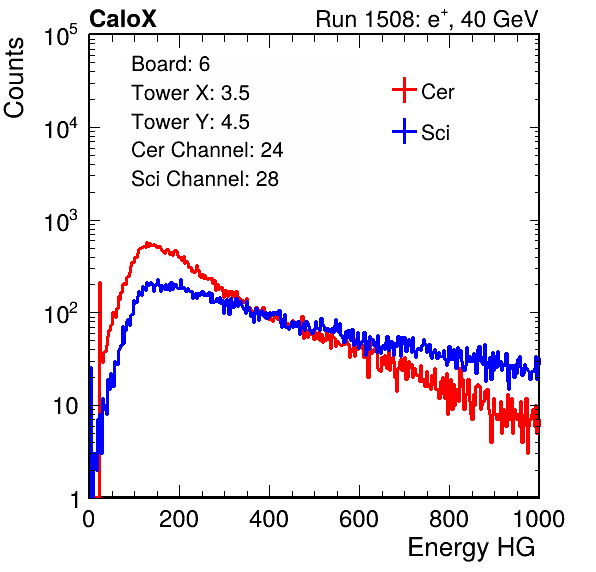 CaloX Run 1508: e⁺, 40 GeV
Counts
Board: 6
Tower X: 3.5
Tower Y: 4.5
Cer Channel: 24
Sci Channel: 28
Cer
Sci
10⁵
10⁴
10³
10²
10
1
0 200 400 600 800 1000
Energy HG